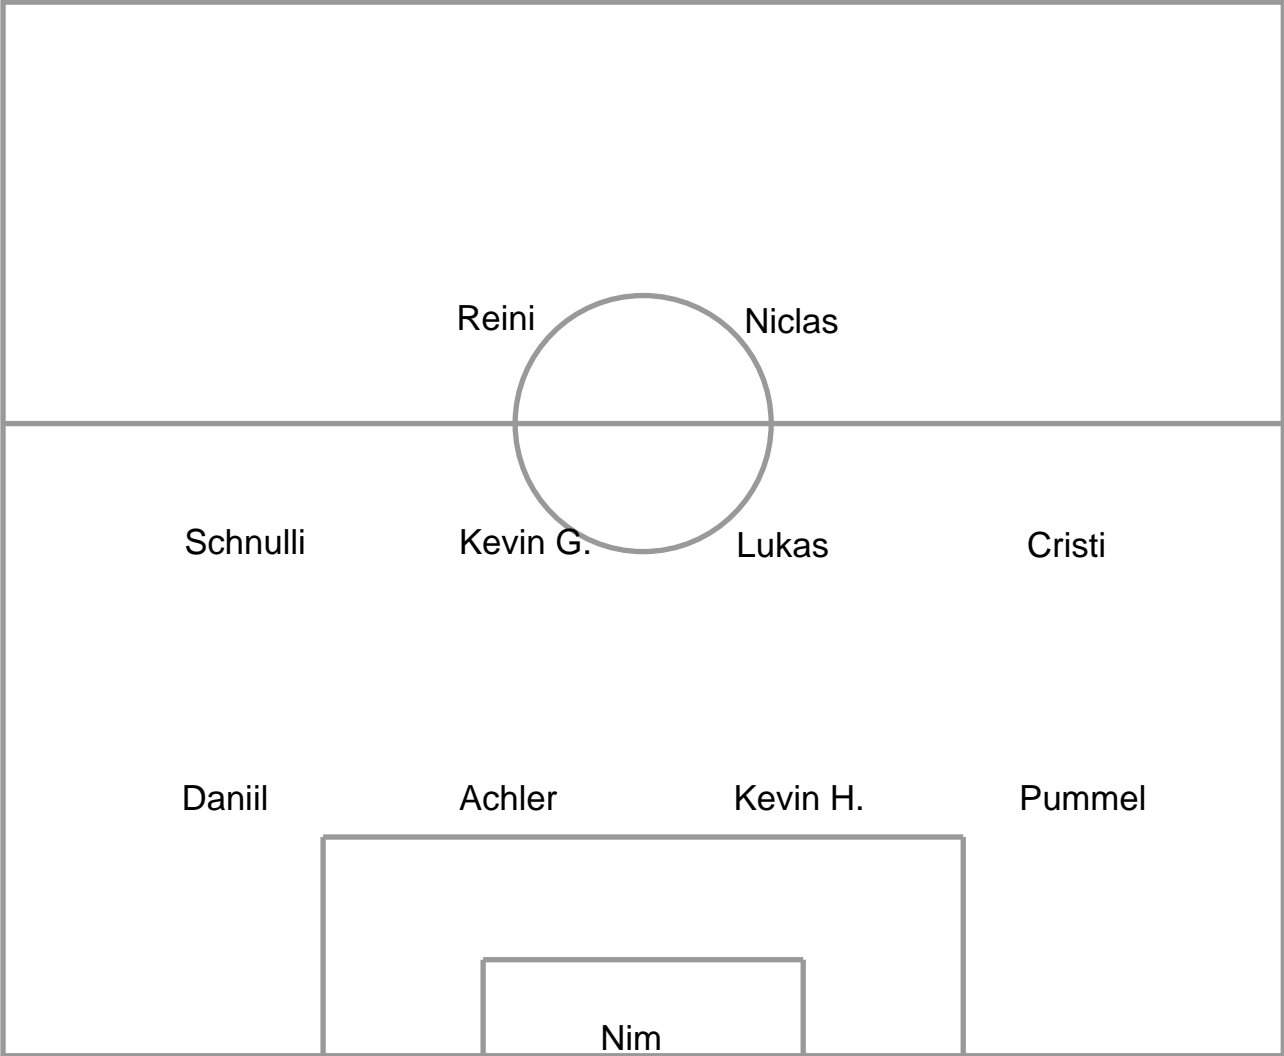 Reini Niclas
Schnulli Kevin G. Lukas Cristi
Daniil Achler Kevin H. Pummel
Nim